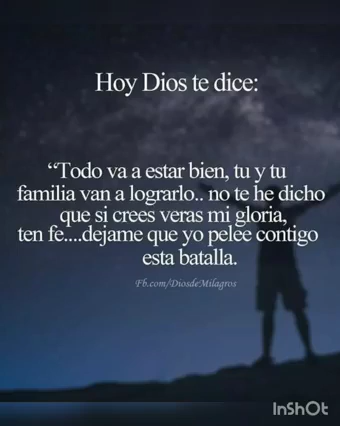 Hoy Dios te dice:
“Todo va a estar bien, tu y tu
familia van a lograrlo.. no te he dicho
que si crees veras mi gloria,
ten fe....dejame que yo pelee contigo
esta batalla.
Fb.com/DiosdeMilagros
InShOt